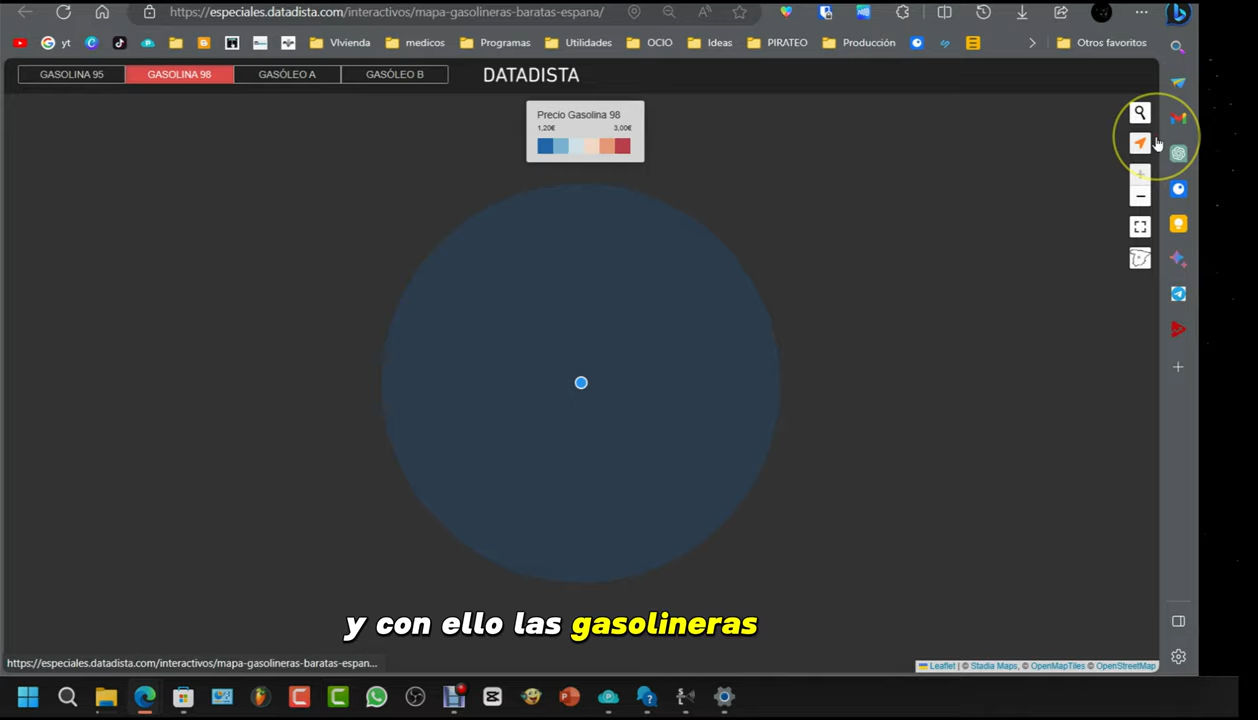 https://especiales.datadista.com/interactivos/mapa-gasolineras-baratas-espana/
yt
VIvienda
medicos
Programas
Utilidades
OCIO
Ideas
PIRATEO
Producción
Otros favoritos
GASOLINA 95
GASOLINA 98
GASÓLEO A
GASÓLEO B
DATADISTA
Precio Gasolina 98
1,20€ 3,00€
y con ello las gasolineras
https://especiales.datadista.com/interactivos/mapa-gasolineras-baratas-espan...
Leaflet | © Stadia Maps, © OpenMapTiles © OpenStreetMap